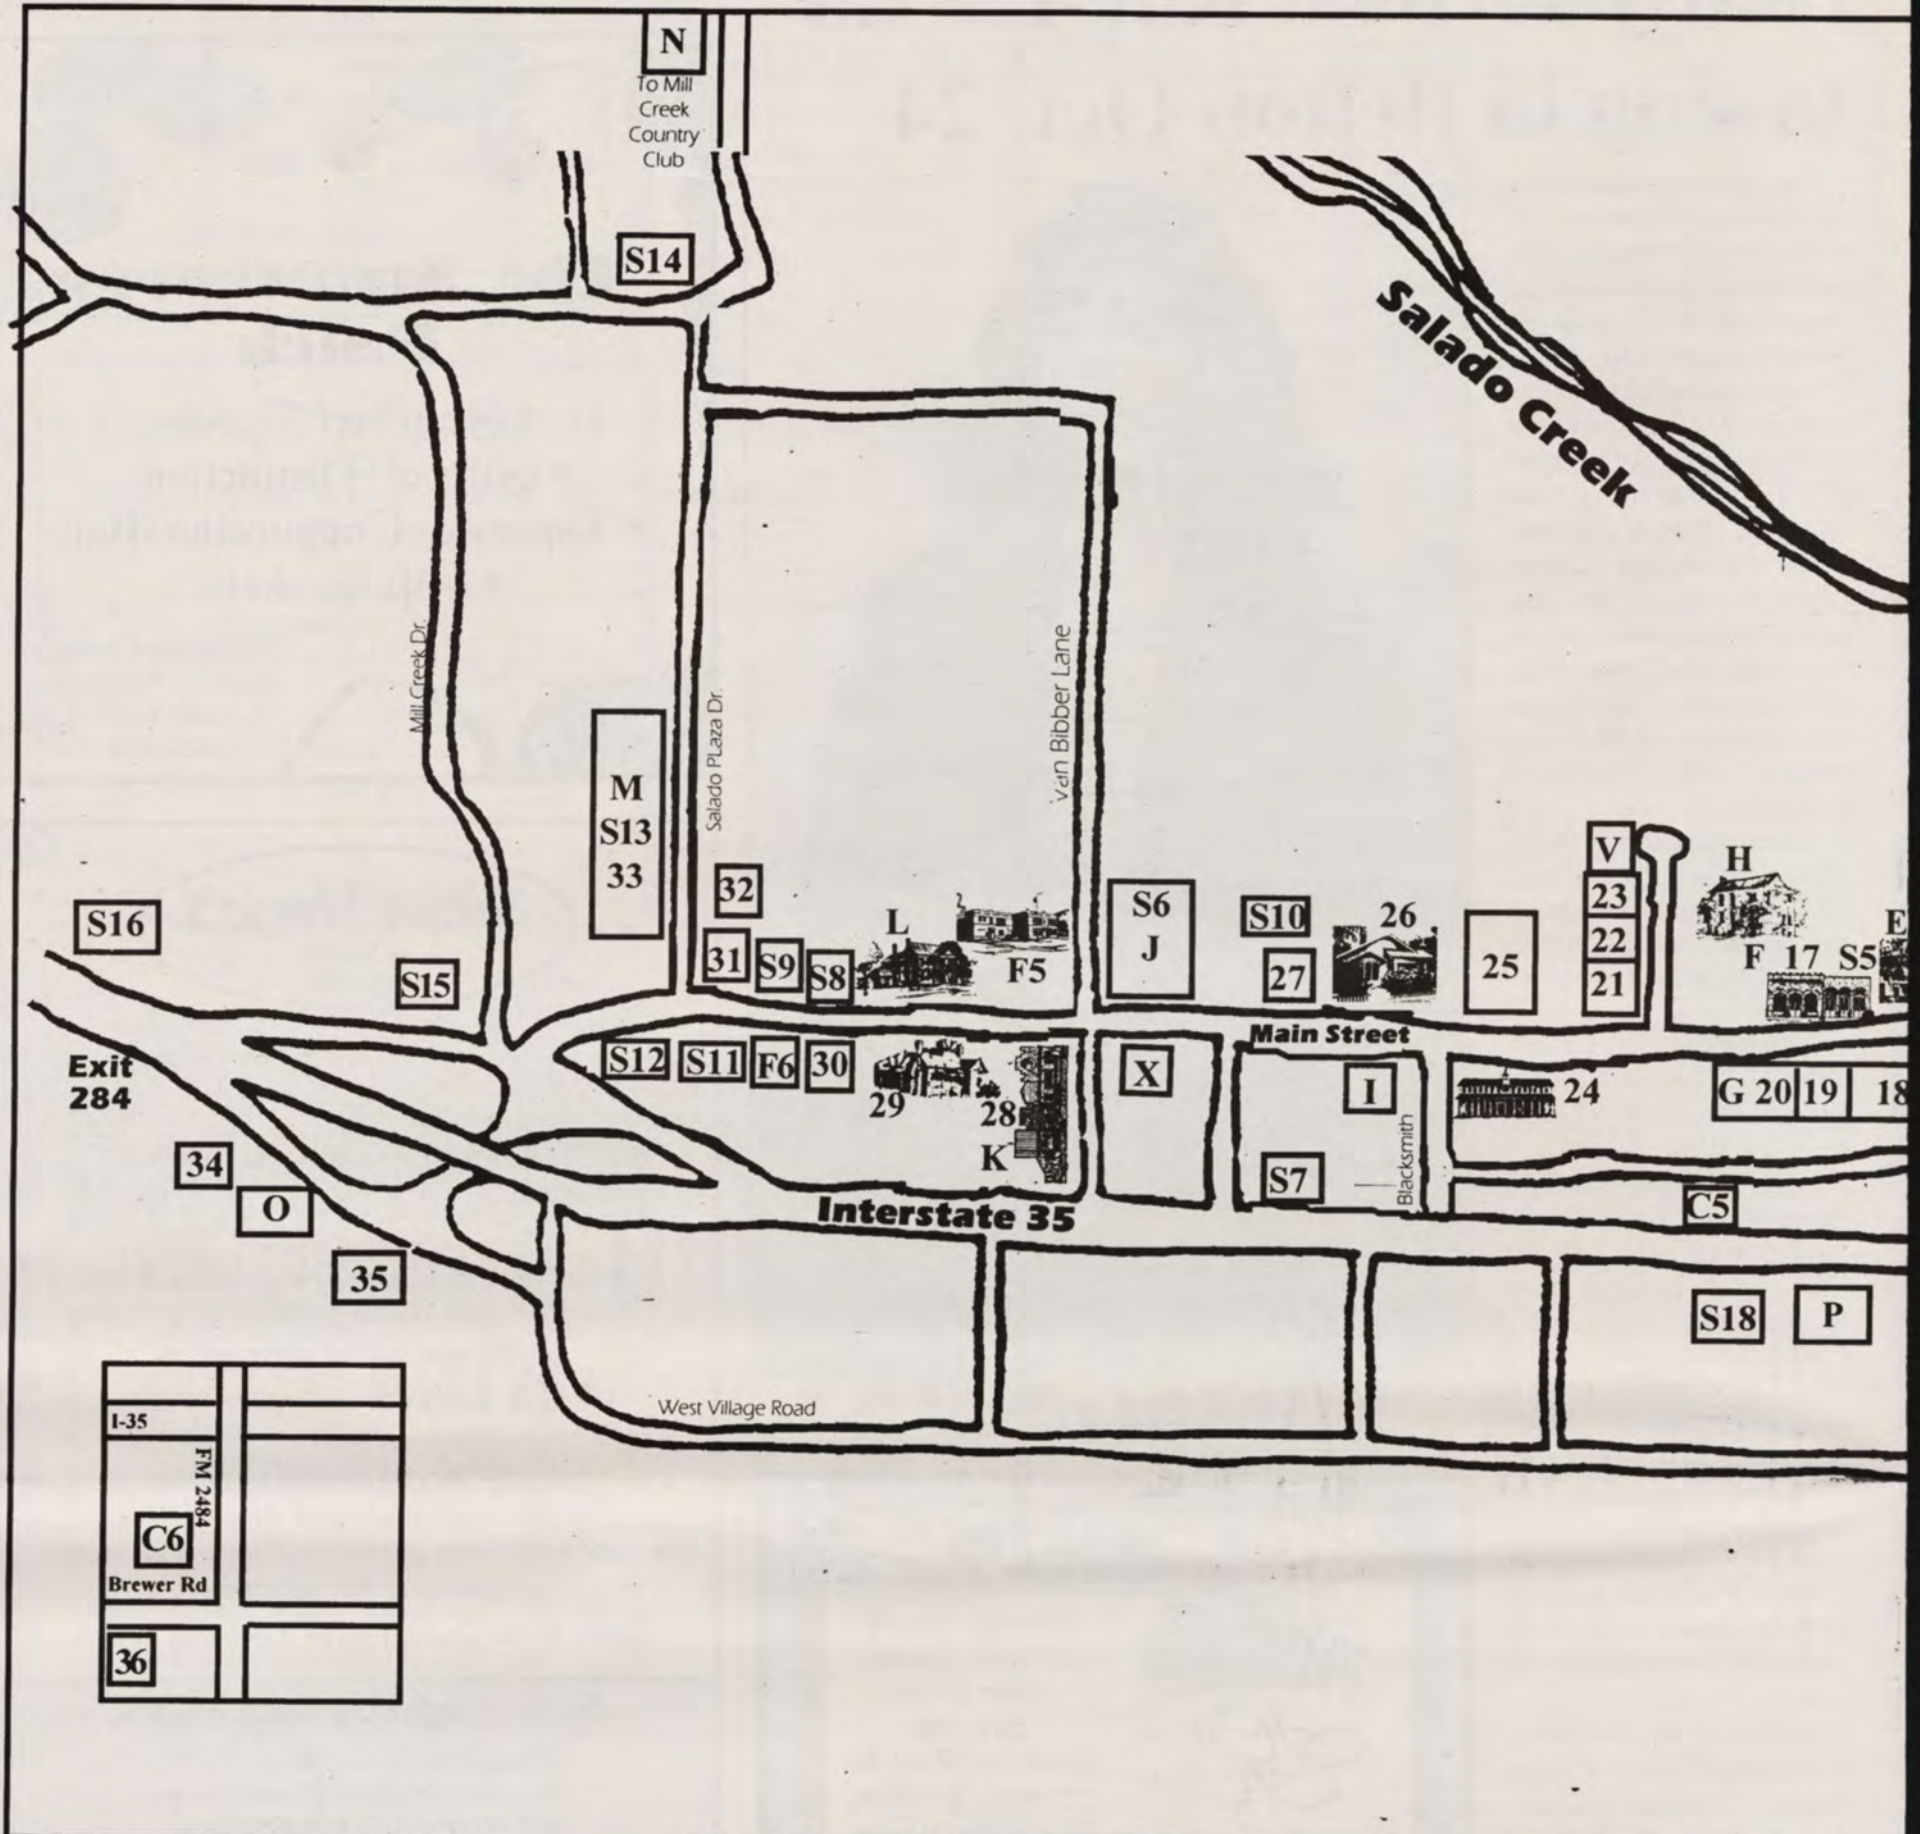 N
To Mill
Creek
Country
Club
S14
Salado Creek
Mill Creek Dr.
Salado PLaza Dr.
Van Bibber Lane
M
S13
33
32
31
S9
S8
L
F5
S6
J
S10
27
26
25
V
23
22
21
H
F 17 S5
E
S16
S15
Main Street
Exit
284
S12
S11
F6
30
29
28
K
X
I
24
G 20
19
18
Blacksmith
S7
C5
34
O
35
Interstate 35
S18
P
West Village Road
I-35
FM 2484
C6
Brewer Rd
36